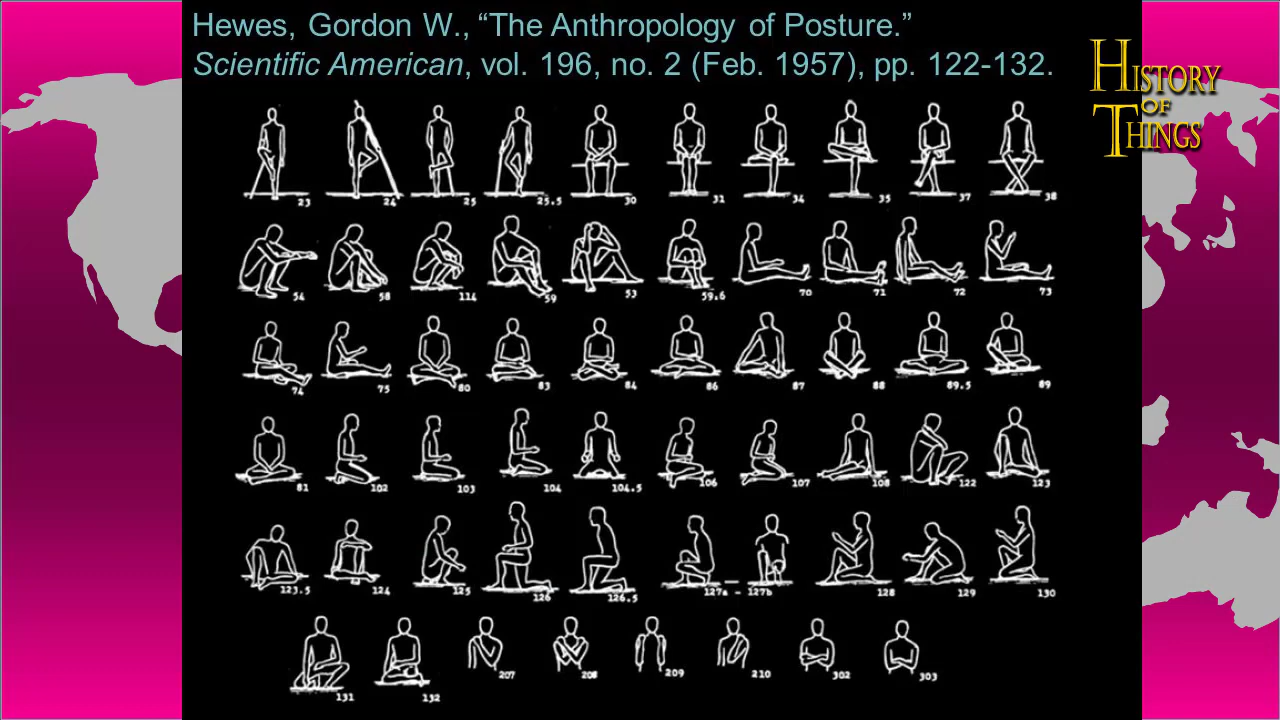 Hewes, Gordon W., “The Anthropology of Posture.”
Scientific American, vol. 196, no. 2 (Feb. 1957), pp. 122-132.
HISTORY
OF
THINGS
23 24 25 25.5 30 31 34 35 37 38
54 58 114 59 53 59.6 70 71 72 73
74 75 80 83 84 86 87 88 89.5 89
81 102 103 104 104.5 106 107 108 122 123
123.5 124 125 126 126.5 127a - 127b 128 129 130
131 132 207 208 209 210 302 303